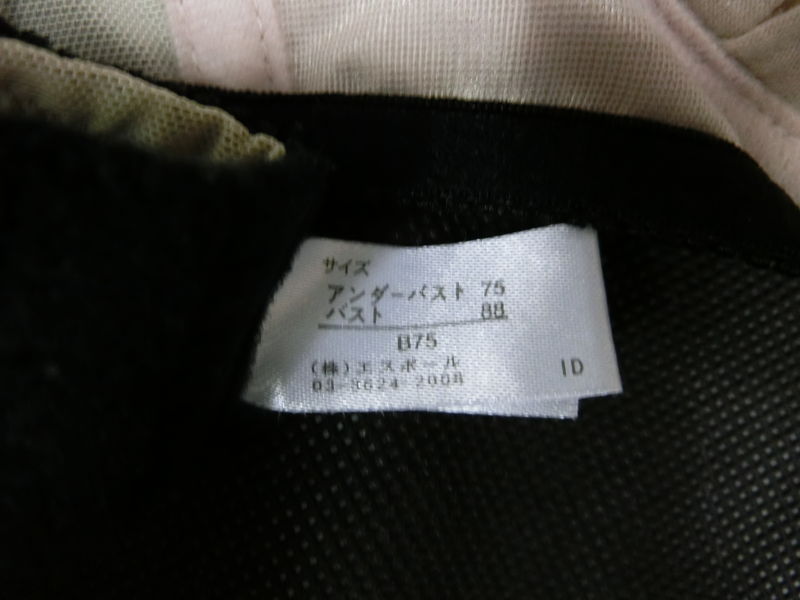 サイズ
アンダーバスト 75
バスト 88
B75
(株)エスポール
03-3624 2008
ID